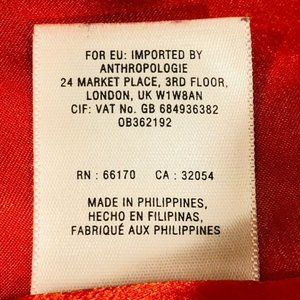 FOR EU: IMPORTED BY
ANTHROPOLOGIE
24 MARKET PLACE, 3RD FLOOR,
LONDON, UK W1W8AN
CIF: VAT No. GB 684936382
OB362192
RN : 66170 CA : 32054
MADE IN PHILIPPINES,
HECHO EN FILIPINAS,
FABRIQUÉ AUX PHILIPPINES